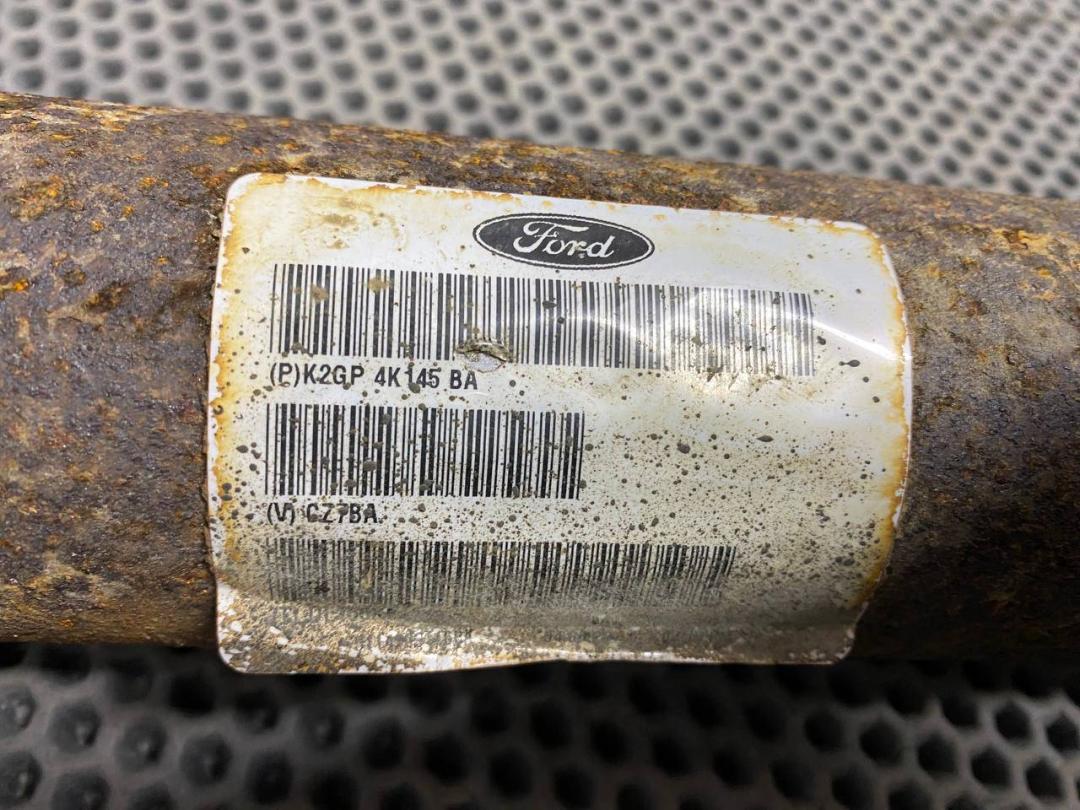 Ford
(P)K2GP 4K145 BA
(V) CZ7BA